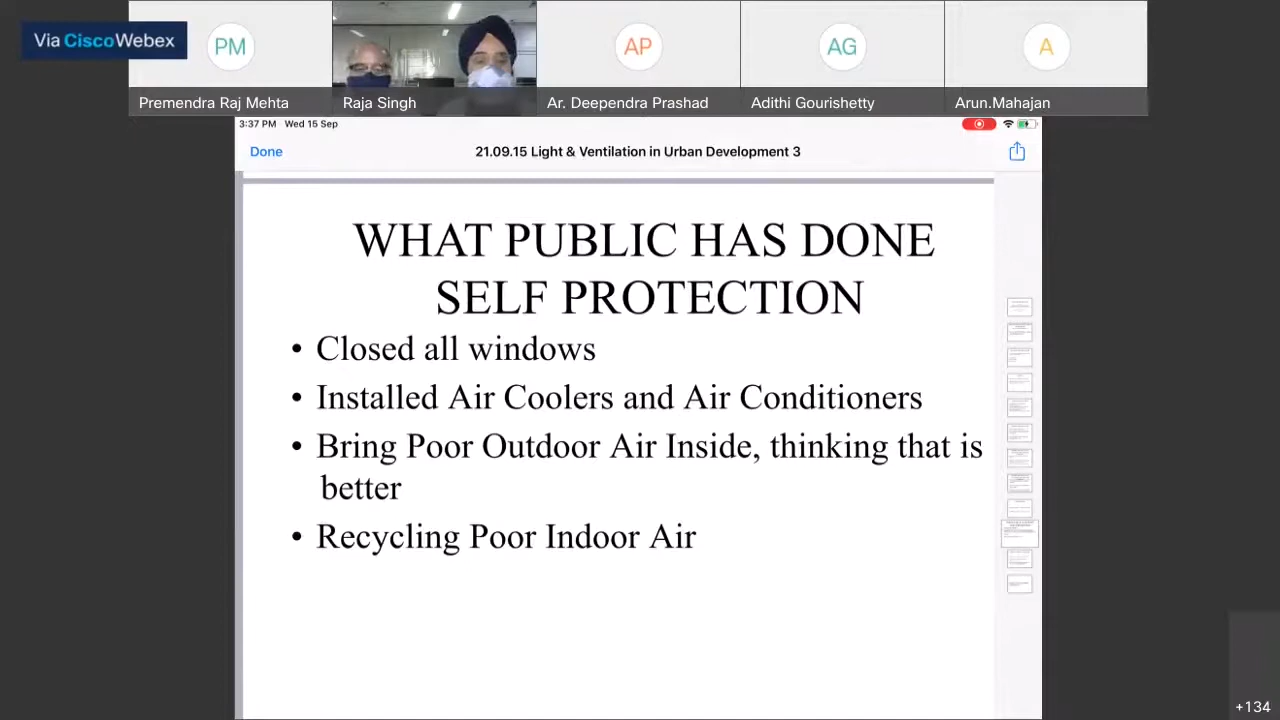 Via CiscoWebex
PM
AP
AG
A
Premendra Raj Mehta
Raja Singh
Ar. Deependra Prashad
Adithi Gourishetty
Arun.Mahajan
3:37 PM Wed 15 Sep
Done
21.09.15 Light & Ventilation in Urban Development 3
WHAT PUBLIC HAS DONE
SELF PROTECTION
• Closed all windows
• Installed Air Coolers and Air Conditioners
• Bring Poor Outdoor Air Inside, thinking that is
better
• Recycling Poor Indoor Air
+134